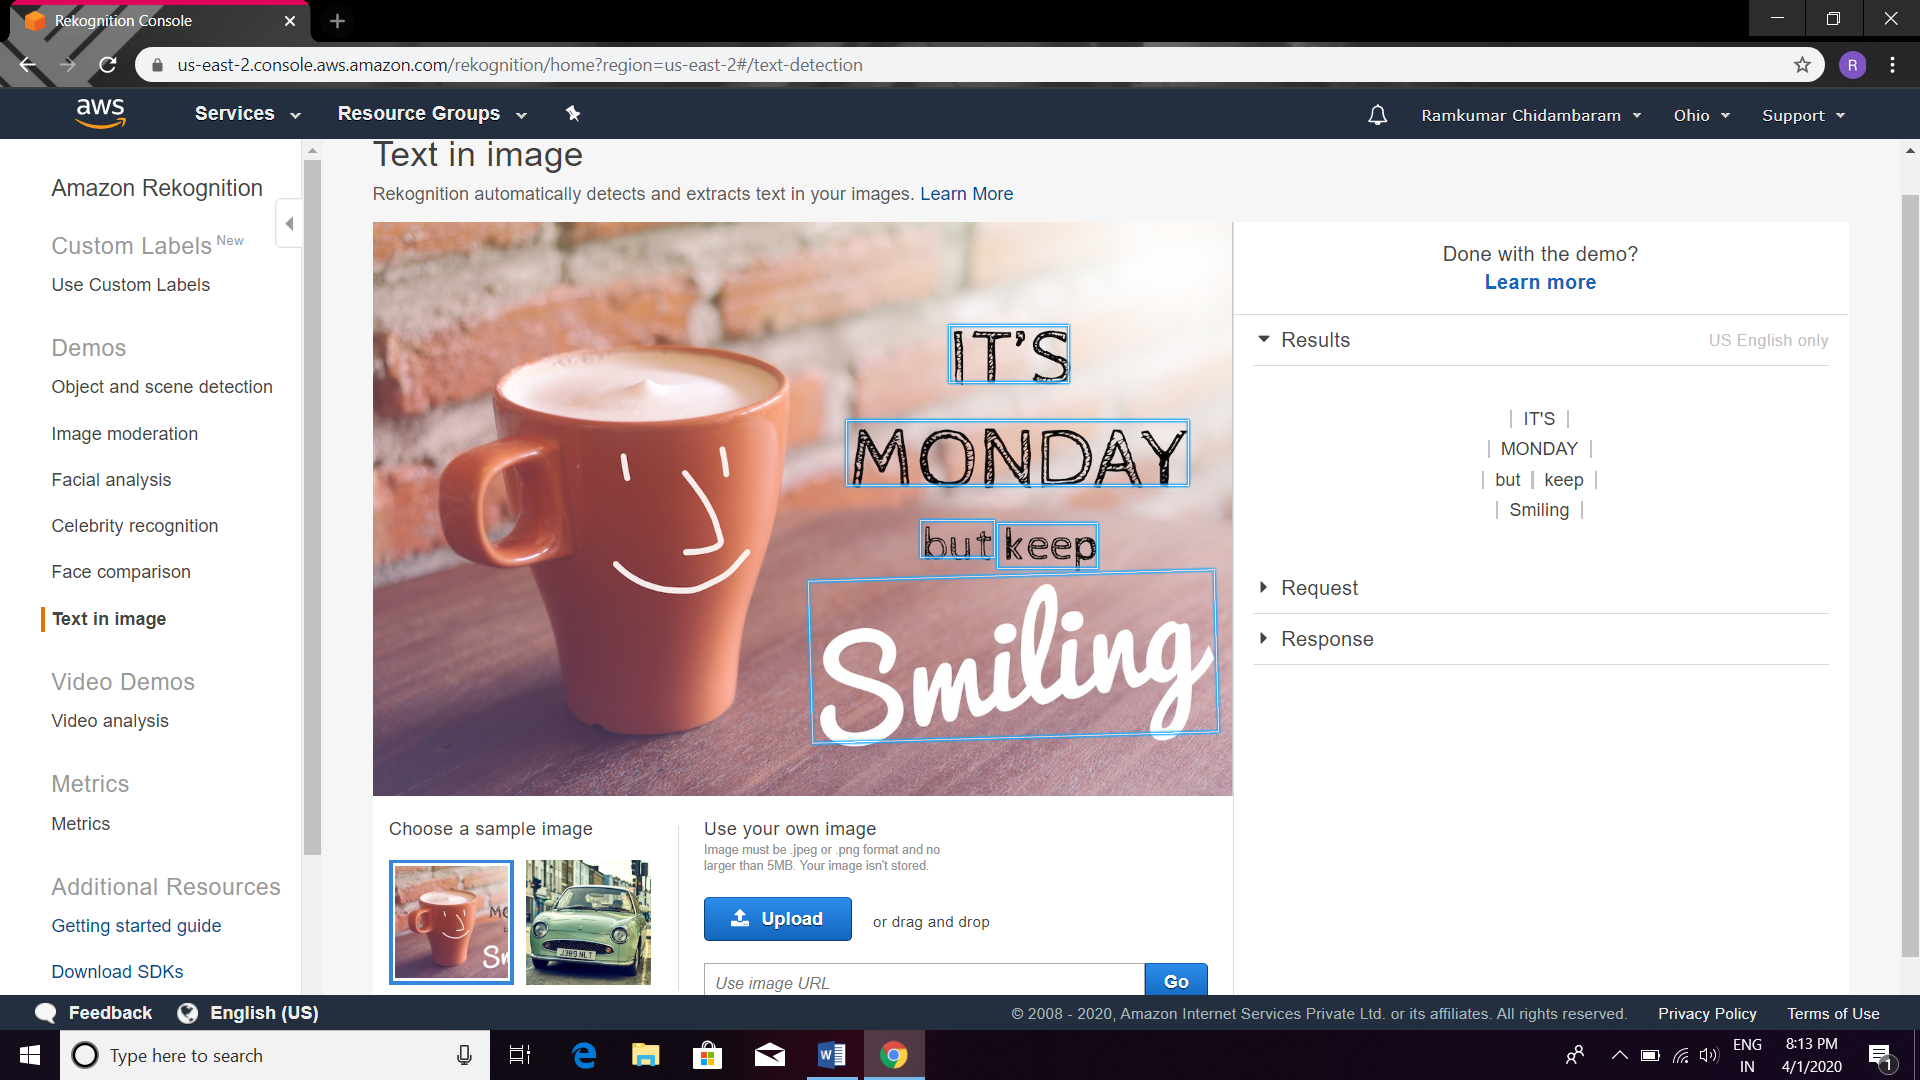 Rekognition Console
us-east-2.console.aws.amazon.com/rekognition/home?region=us-east-2#/text-detection
R
aws Services Resource Groups Ramkumar Chidambaram Ohio Support
Amazon Rekognition
Custom Labels New
Use Custom Labels
Demos
Object and scene detection
Image moderation
Facial analysis
Celebrity recognition
Face comparison
Text in image
Video Demos
Video analysis
Metrics
Metrics
Additional Resources
Getting started guide
Download SDKs
Text in image
Rekognition automatically detects and extracts text in your images. Learn More
IT'S
MONDAY
but keep
Smiling
Choose a sample image
J389 NLT
Use your own image
Image must be .jpeg or .png format and no
larger than 5MB. Your image isn't stored.
Upload or drag and drop
Use image URL Go
Done with the demo?
Learn more
Results US English only
| IT'S |
| MONDAY |
| but | keep |
| Smiling |
Request
Response
Feedback English (US) © 2008 - 2020, Amazon Internet Services Private Ltd. or its affiliates. All rights reserved. Privacy Policy Terms of Use
Type here to search
ENG
IN
8:13 PM
4/1/2020
1